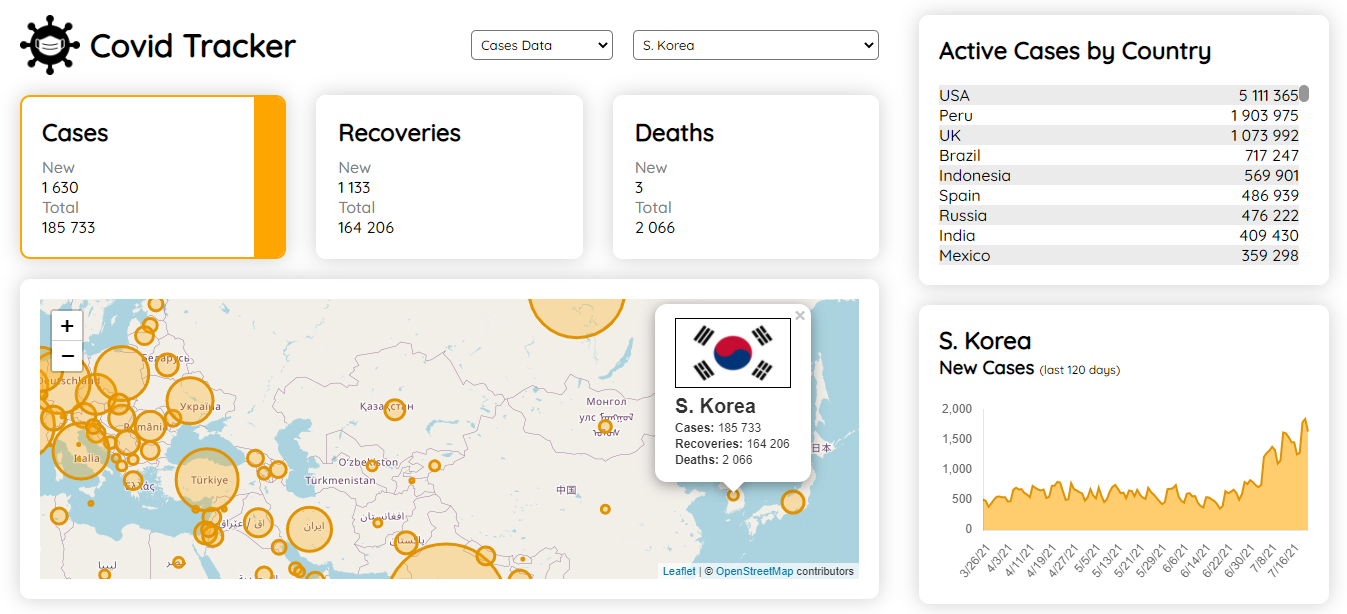 Covid Tracker
Cases Data
S. Korea
Cases
New
1 630
Total
185 733
Recoveries
New
1 133
Total
164 206
Deaths
New
3
Total
2 066
+
−
Беларусь
Deutschland
Україна
România
Italia
Ελλάς
Türkiye
Қазақстан
Oʻzbekiston
Türkmenistan
Монгол
улс
中国
日本
ایران
افغانستان
پاکستان
ليبيا
×
S. Korea
Cases: 185 733
Recoveries: 164 206
Deaths: 2 066
Leaflet | © OpenStreetMap contributors
Active Cases by Country
USA 5 111 365
Peru 1 903 975
UK 1 073 992
Brazil 717 247
Indonesia 569 901
Spain 486 939
Russia 476 222
India 409 430
Mexico 359 298
S. Korea
New Cases (last 120 days)
2,000
1,500
1,000
500
0
3/26/21
4/3/21
4/11/21
4/19/21
4/27/21
5/5/21
5/13/21
5/21/21
5/29/21
6/6/21
6/14/21
6/22/21
6/30/21
7/8/21
7/16/21